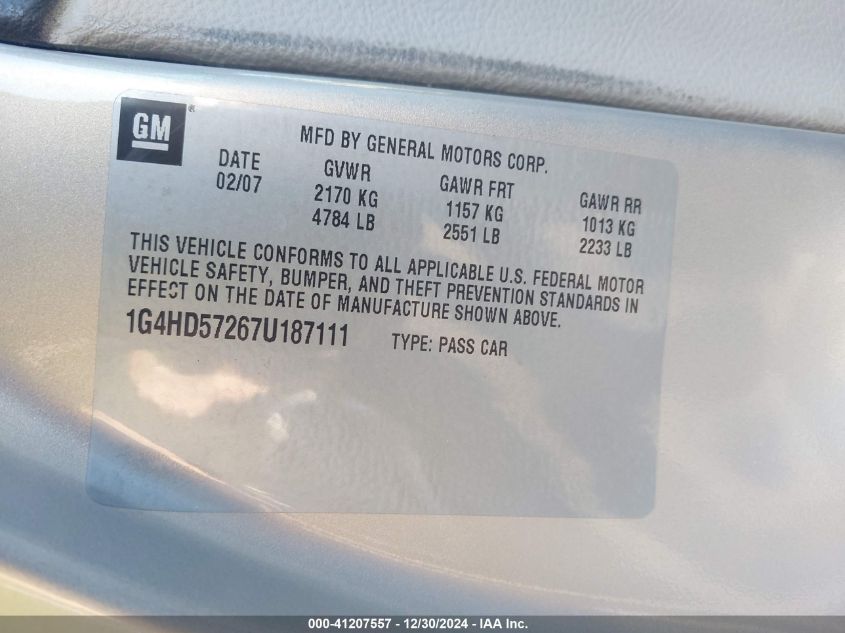 GM®
MFD BY GENERAL MOTORS CORP.
DATE GVWR GAWR FRT GAWR RR
02/07 2170 KG 1157 KG 1013 KG
4784 LB 2551 LB 2233 LB
THIS VEHICLE CONFORMS TO ALL APPLICABLE U.S. FEDERAL MOTOR
VEHICLE SAFETY, BUMPER, AND THEFT PREVENTION STANDARDS IN
EFFECT ON THE DATE OF MANUFACTURE SHOWN ABOVE.
1G4HD57267U187111 TYPE: PASS CAR
000-41207557 - 12/30/2024 - IAA Inc.